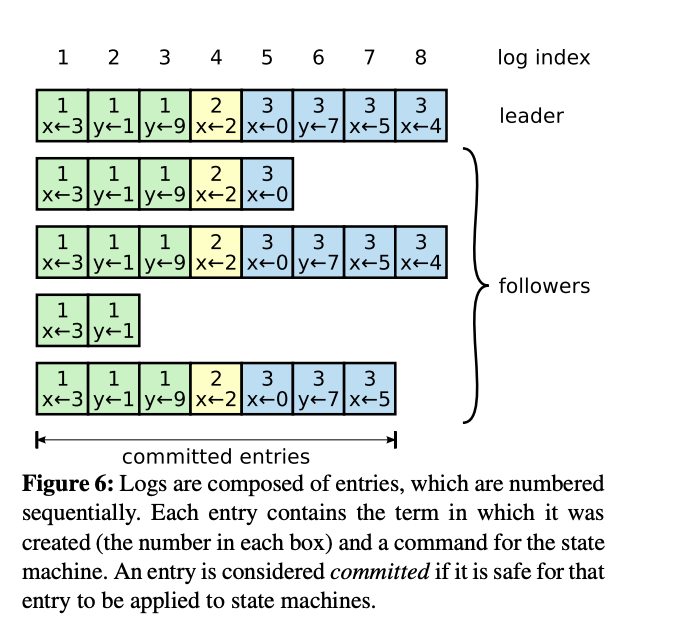 1 2 3 4 5 6 7 8 log index
1 1 1 2 3 3 3 3
x←3 y←1 y←9 x←2 x←0 y←7 x←5 x←4
leader
1 1 1 2 3
x←3 y←1 y←9 x←2 x←0
1 1 1 2 3 3 3 3
x←3 y←1 y←9 x←2 x←0 y←7 x←5 x←4
followers
1 1
x←3 y←1
1 1 1 2 3 3 3
x←3 y←1 y←9 x←2 x←0 y←7 x←5
committed entries
Figure 6: Logs are composed of entries, which are numbered
sequentially. Each entry contains the term in which it was
created (the number in each box) and a command for the state
machine. An entry is considered committed if it is safe for that
entry to be applied to state machines.